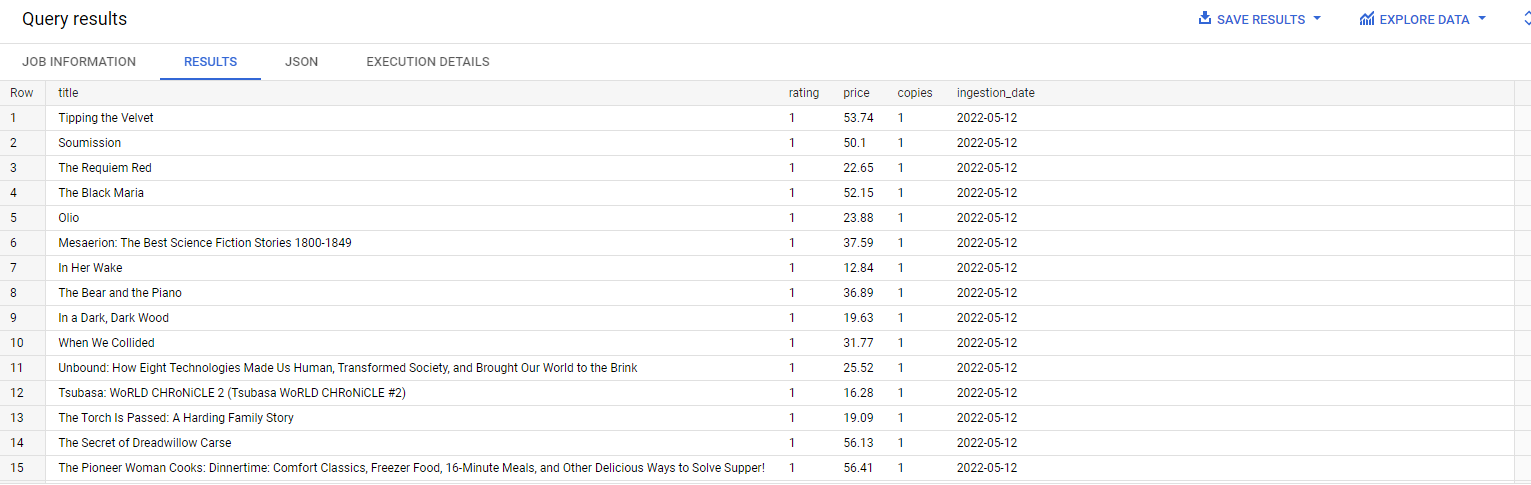 Query results
SAVE RESULTS
EXPLORE DATA
JOB INFORMATION RESULTS JSON EXECUTION DETAILS
Row title rating price copies ingestion_date
1 Tipping the Velvet 1 53.74 1 2022-05-12
2 Soumission 1 50.1 1 2022-05-12
3 The Requiem Red 1 22.65 1 2022-05-12
4 The Black Maria 1 52.15 1 2022-05-12
5 Olio 1 23.88 1 2022-05-12
6 Mesaerion: The Best Science Fiction Stories 1800-1849 1 37.59 1 2022-05-12
7 In Her Wake 1 12.84 1 2022-05-12
8 The Bear and the Piano 1 36.89 1 2022-05-12
9 In a Dark, Dark Wood 1 19.63 1 2022-05-12
10 When We Collided 1 31.77 1 2022-05-12
11 Unbound: How Eight Technologies Made Us Human, Transformed Society, and Brought Our World to the Brink 1 25.52 1 2022-05-12
12 Tsubasa: WoRLD CHRoNiCLE 2 (Tsubasa WoRLD CHRoNiCLE #2) 1 16.28 1 2022-05-12
13 The Torch Is Passed: A Harding Family Story 1 19.09 1 2022-05-12
14 The Secret of Dreadwillow Carse 1 56.13 1 2022-05-12
15 The Pioneer Woman Cooks: Dinnertime: Comfort Classics, Freezer Food, 16-Minute Meals, and Other Delicious Ways to Solve Supper! 1 56.41 1 2022-05-12